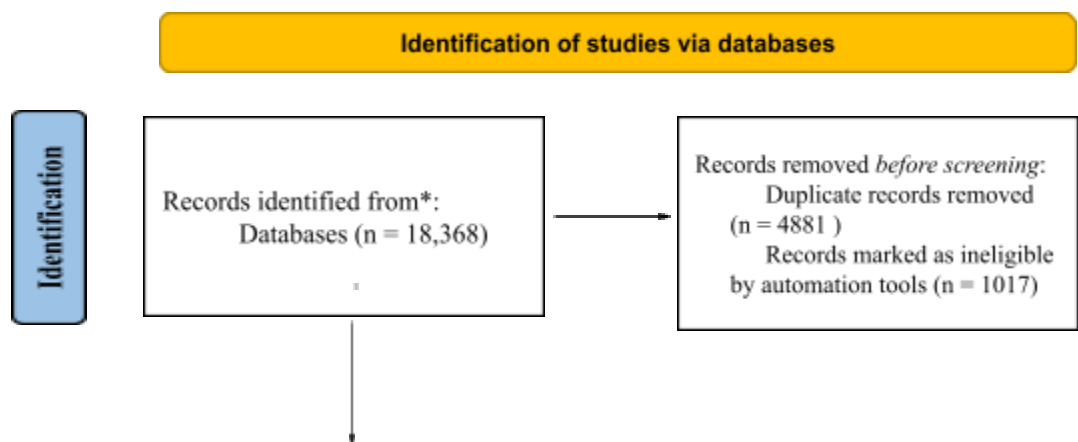 Identification of studies via databases
Identification
Records identified from*:
Databases (n = 18,368)
Records removed before screening:
Duplicate records removed
(n = 4881 )
Records marked as ineligible
by automation tools (n = 1017)